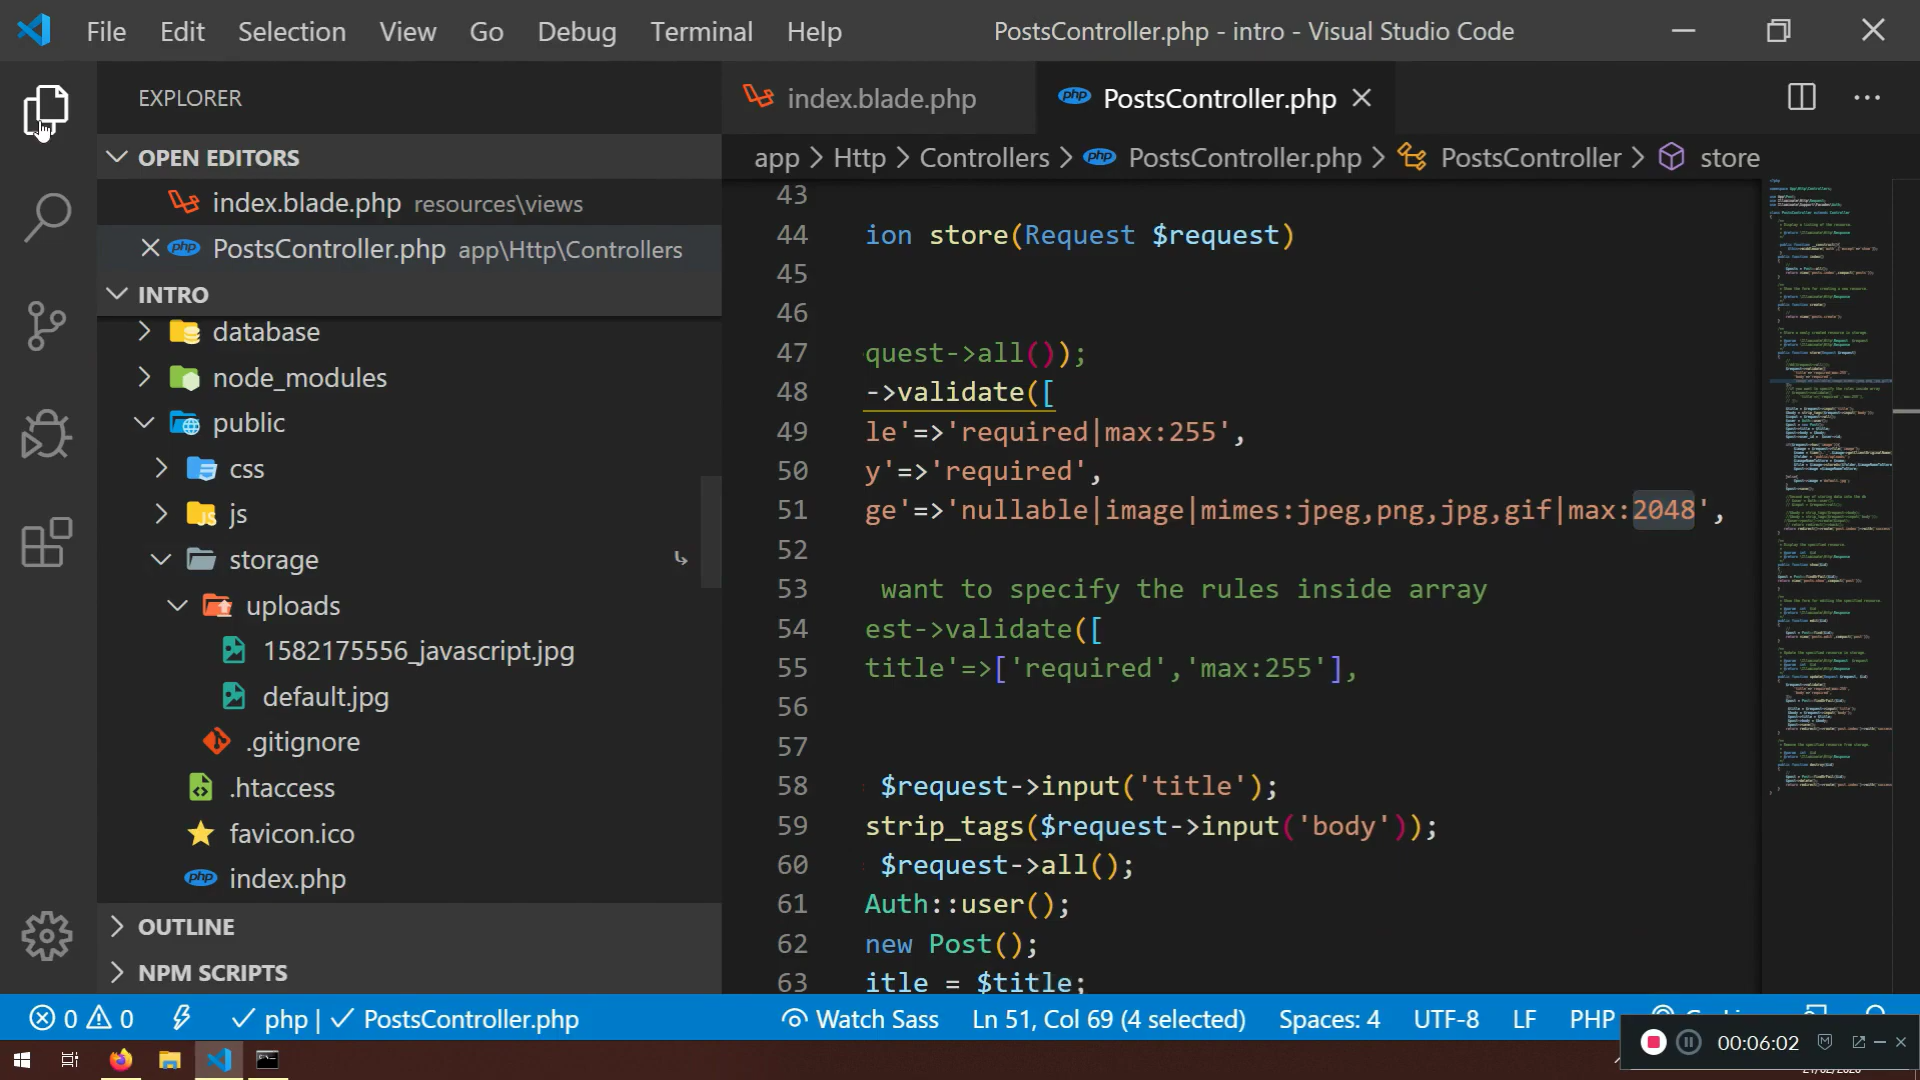 File Edit Selection View Go Debug Terminal Help PostsController.php - intro - Visual Studio Code
EXPLORER
OPEN EDITORS
index.blade.php resources\views
PostsController.php app\Http\Controllers
INTRO
database
node_modules
public
css
js
storage
uploads
1582175556_javascript.jpg
default.jpg
.gitignore
.htaccess
favicon.ico
index.php
OUTLINE
NPM SCRIPTS
index.blade.php
PostsController.php
app > Http > Controllers > PostsController.php > PostsController > store
43
44 ion store(Request $request)
45
46
47 quest->all());
48 ->validate([
49 le'=>'required|max:255',
50 y'=>'required',
51 ge'=>'nullable|image|mimes:jpeg,png,jpg,gif|max:2048',
52
53 want to specify the rules inside array
54 est->validate([
55 title'=>['required','max:255'],
56
57
58 $request->input('title');
59 strip_tags($request->input('body'));
60 $request->all();
61 Auth::user();
62 new Post();
63 itle = $title;
0 0 php | PostsController.php Watch Sass Ln 51, Col 69 (4 selected) Spaces: 4 UTF-8 LF PHP
00:06:02